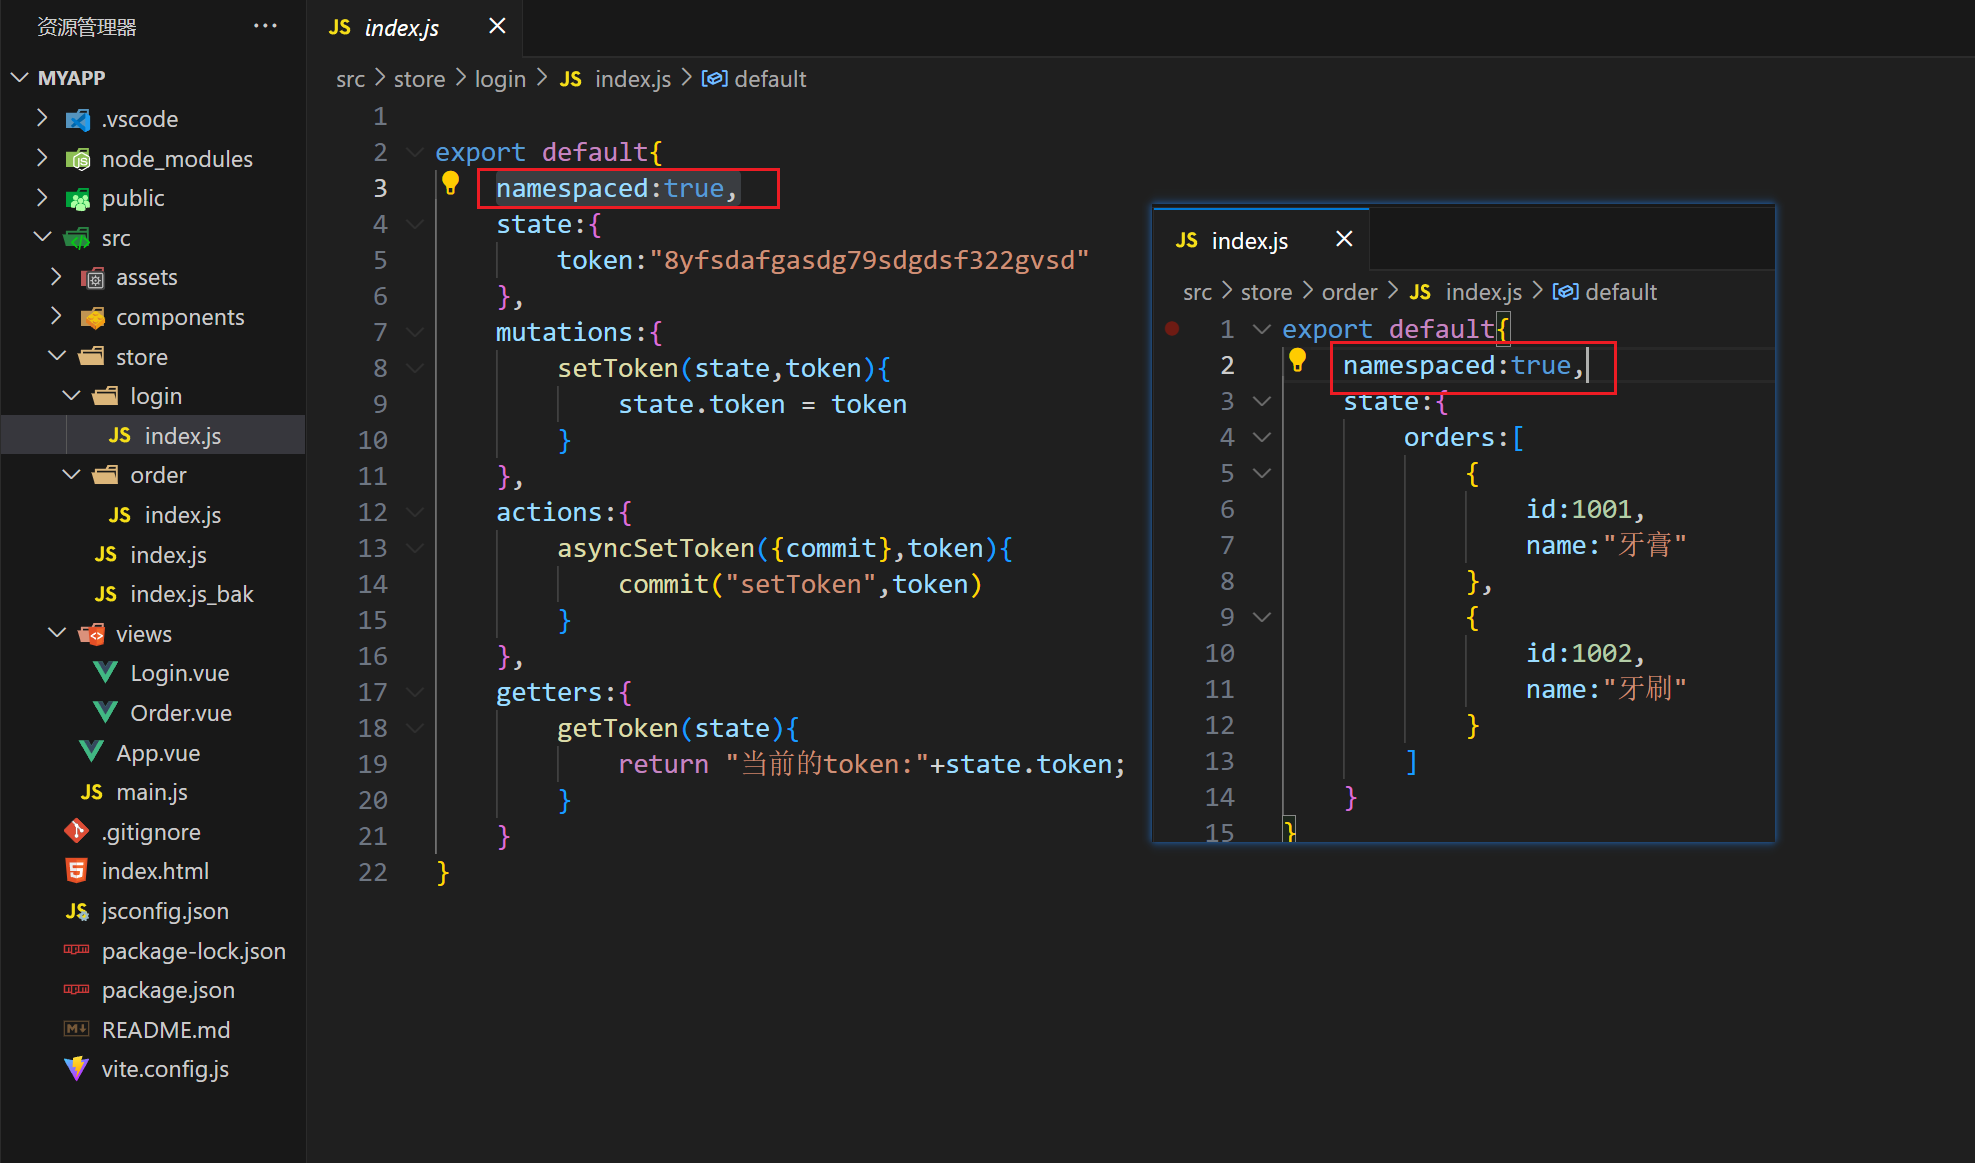 资源管理器 ···
MYAPP
.vscode
node_modules
public
src
assets
components
store
login
index.js
order
index.js
index.js
index.js_bak
views
Login.vue
Order.vue
App.vue
main.js
.gitignore
index.html
jsconfig.json
package-lock.json
package.json
README.md
vite.config.js
JS index.js
src > store > login > JS index.js > default
1
2 export default{
3 namespaced:true,
4 state:{
5 token:"8yfsdafgasdg79sdgdsf322gvsd"
6 },
7 mutations:{
8 setToken(state,token){
9 state.token = token
10 }
11 },
12 actions:{
13 asyncSetToken({commit},token){
14 commit("setToken",token)
15 }
16 },
17 getters:{
18 getToken(state){
19 return "当前的token:"+state.token;
20 }
21 }
22 }
JS index.js
src > store > order > JS index.js > default
1 export default{
2 namespaced:true,
3 state:{
4 orders:[
5 {
6 id:1001,
7 name:"牙膏"
8 },
9 {
10 id:1002,
11 name:"牙刷"
12 }
13 ]
14 }
15 }